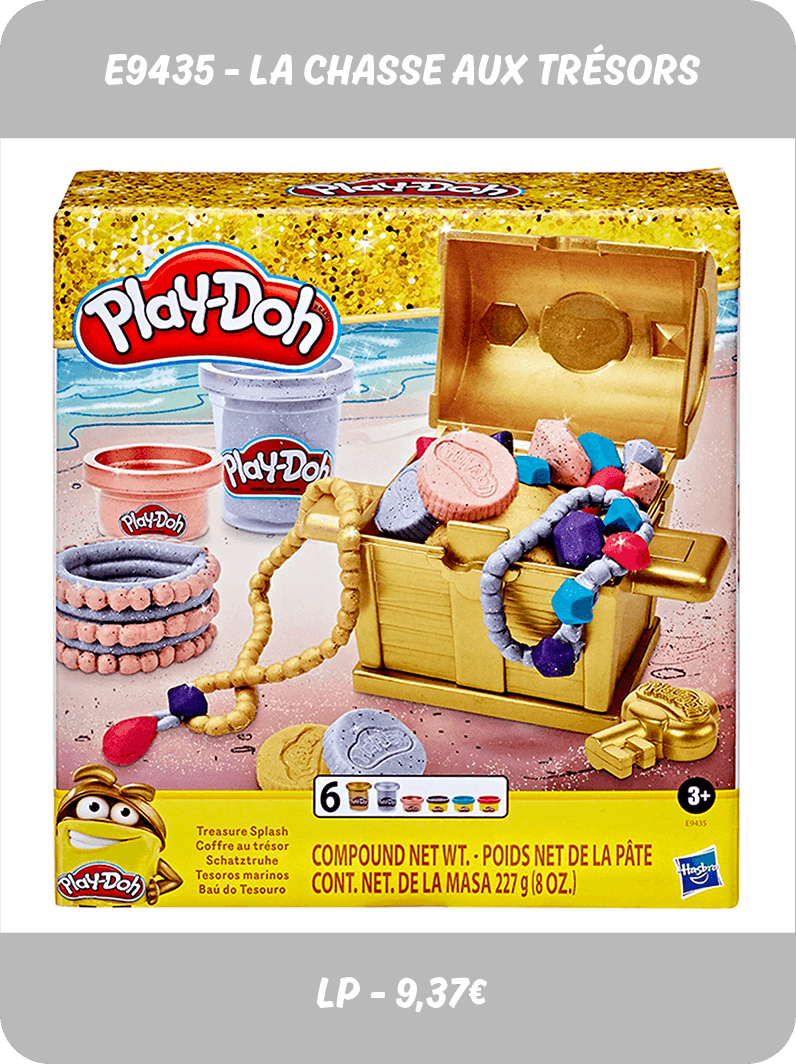 E9435 - LA CHASSE AUX TRÉSORS
Play-Doh
Play-Doh
Play-Doh
Play-Doh
6
3+
E9435
Treasure Splash
Coffre au trésor
Schatztruhe
Tesoros marinos
Baú do Tesouro
COMPOUND NET WT. · POIDS NET DE LA PÂTE
CONT. NET. DE LA MASA 227 g (8 OZ.)
Play-Doh
Hasbro
LP - 9,37€